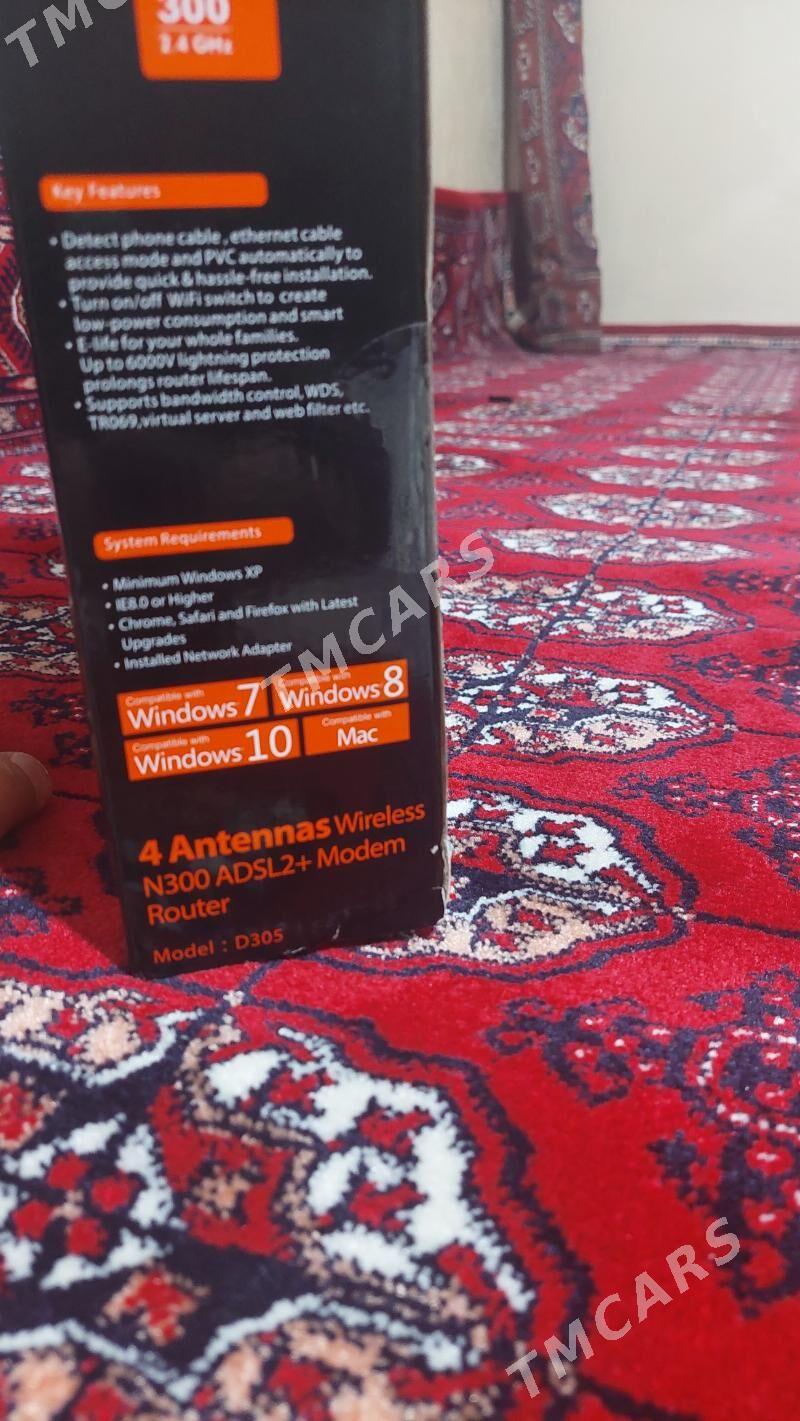 TMCARS
300
2.4 GHz
Key Features
• Detect phone cable, ethernet cable
access mode and PVC automatically to
provide quick & hassle-free installation.
• Turn on/off WiFi switch to create
low-power consumption and smart
• E-life for your whole families.
Up to 6000V lightning protection
prolongs router lifespan.
• Supports bandwidth control, WDS,
TR069,virtual server and web filter etc.
System Requirements
• Minimum Windows XP
• IE8.0 or Higher
• Chrome, Safari and Firefox with Latest
Upgrades
• Installed Network Adapter
TMCARS
Compatible with
Windows 7
Compatible with
Windows 8
Compatible with
Windows 10
Compatible with
Mac
4 Antennas Wireless
N300 ADSL2+ Modem
Router
Model : D305
TMCARS